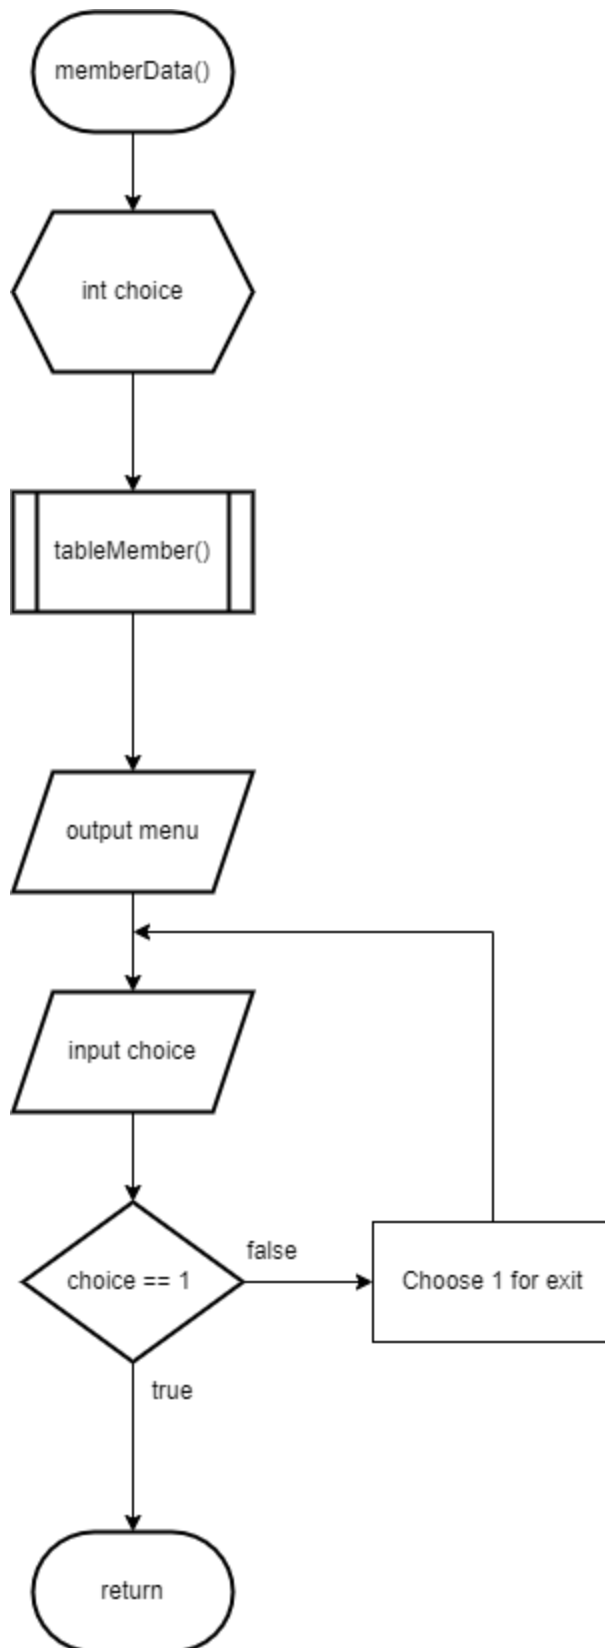 memberData()
int choice
tableMember()
output menu
input choice
choice == 1
false
Choose 1 for exit
true
return